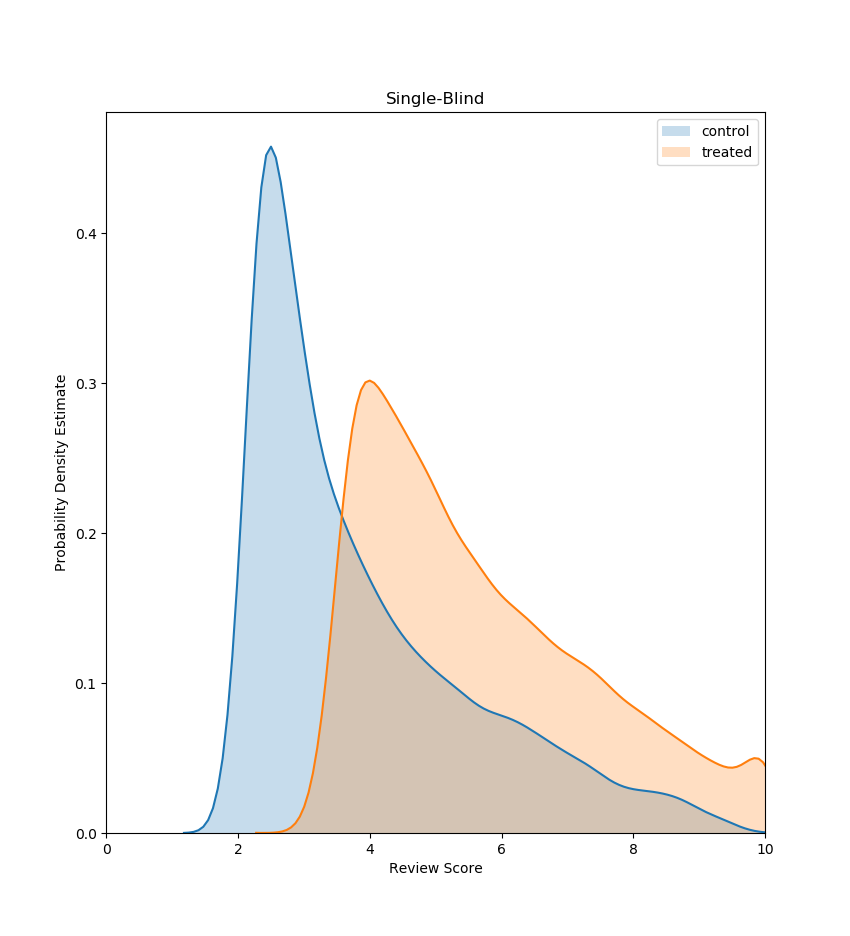 Single-Blind
control
treated
Probability Density Estimate
0.4
0.3
0.2
0.1
0.0
0 2 4 6 8 10
Review Score